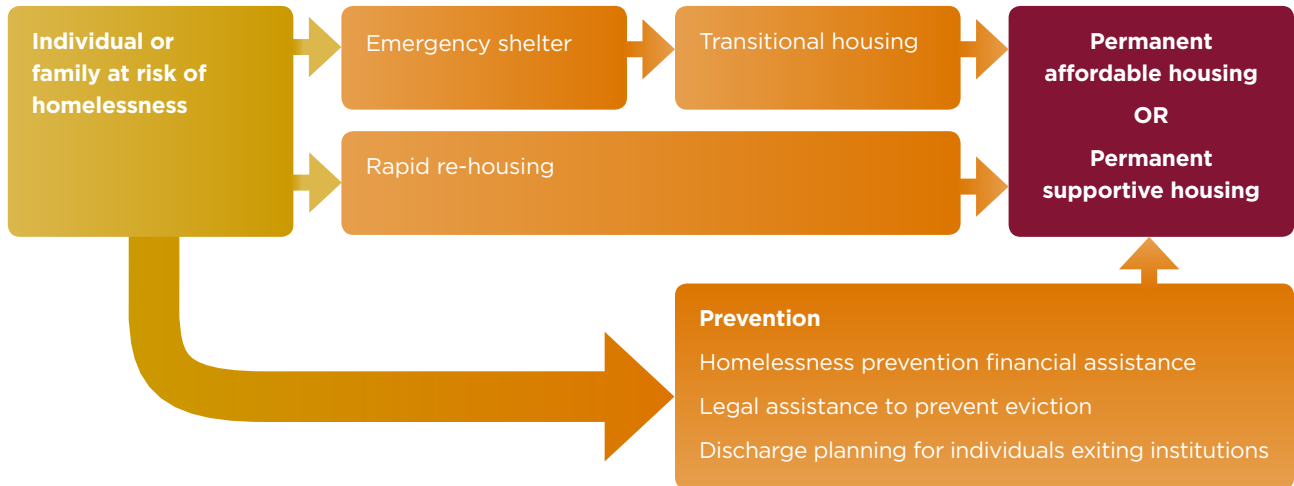 Individual or
family at risk of
homelessness
Emergency shelter
Transitional housing
Rapid re-housing
Permanent
affordable housing
OR
Permanent
supportive housing
Prevention
Homelessness prevention financial assistance
Legal assistance to prevent eviction
Discharge planning for individuals exiting institutions